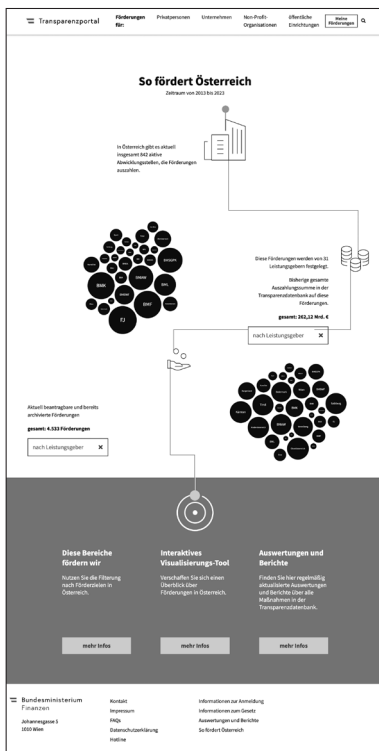 Transparenzportal
Förderungen für:
Privatpersonen
Unternehmen
Non-Profit-Organisationen
öffentliche Einrichtungen
Meine Förderungen
So fördert Österreich
Zeitraum von 2013 bis 2023
In Österreich gibt es aktuell
insgesamt 842 aktive
Abwicklungsstellen, die Förderungen
auszahlen.
Diese Förderungen werden von 31
Leistungsgebern festgelegt.
Bisherige gesamte
Auszahlungssumme in der
Transparenzdatenbank auf diese
Förderungen.
gesamt: 262,12 Mrd. €
nach Leistungsgeber ×
BMK
BMF
FJ
Aktuell beantragbare und bereits
archivierte Förderungen
gesamt: 4.533 Förderungen
nach Leistungsgeber ×
Tirol
Wien
Diese Bereiche
fördern wir
Nutzen Sie die Filterung
nach Förderzielen in
Österreich.
mehr Infos
Interaktives
Visualisierungs-Tool
Verschaffen Sie sich einen
Überblick über
Förderungen in Österreich.
mehr Infos
Auswertungen und
Berichte
Finden Sie hier regelmäßig
aktualisierte Auswertungen
und Berichte über alle
Maßnahmen in der
Transparenzdatenbank.
mehr Infos
Bundesministerium
Finanzen
Johannesgasse 5
1010 Wien
Kontakt
Impressum
FAQs
Datenschutzerklärung
Hotline
Informationen zur Anmeldung
Informationen zum Gesetz
Auswertungen und Berichte
So fördert Österreich